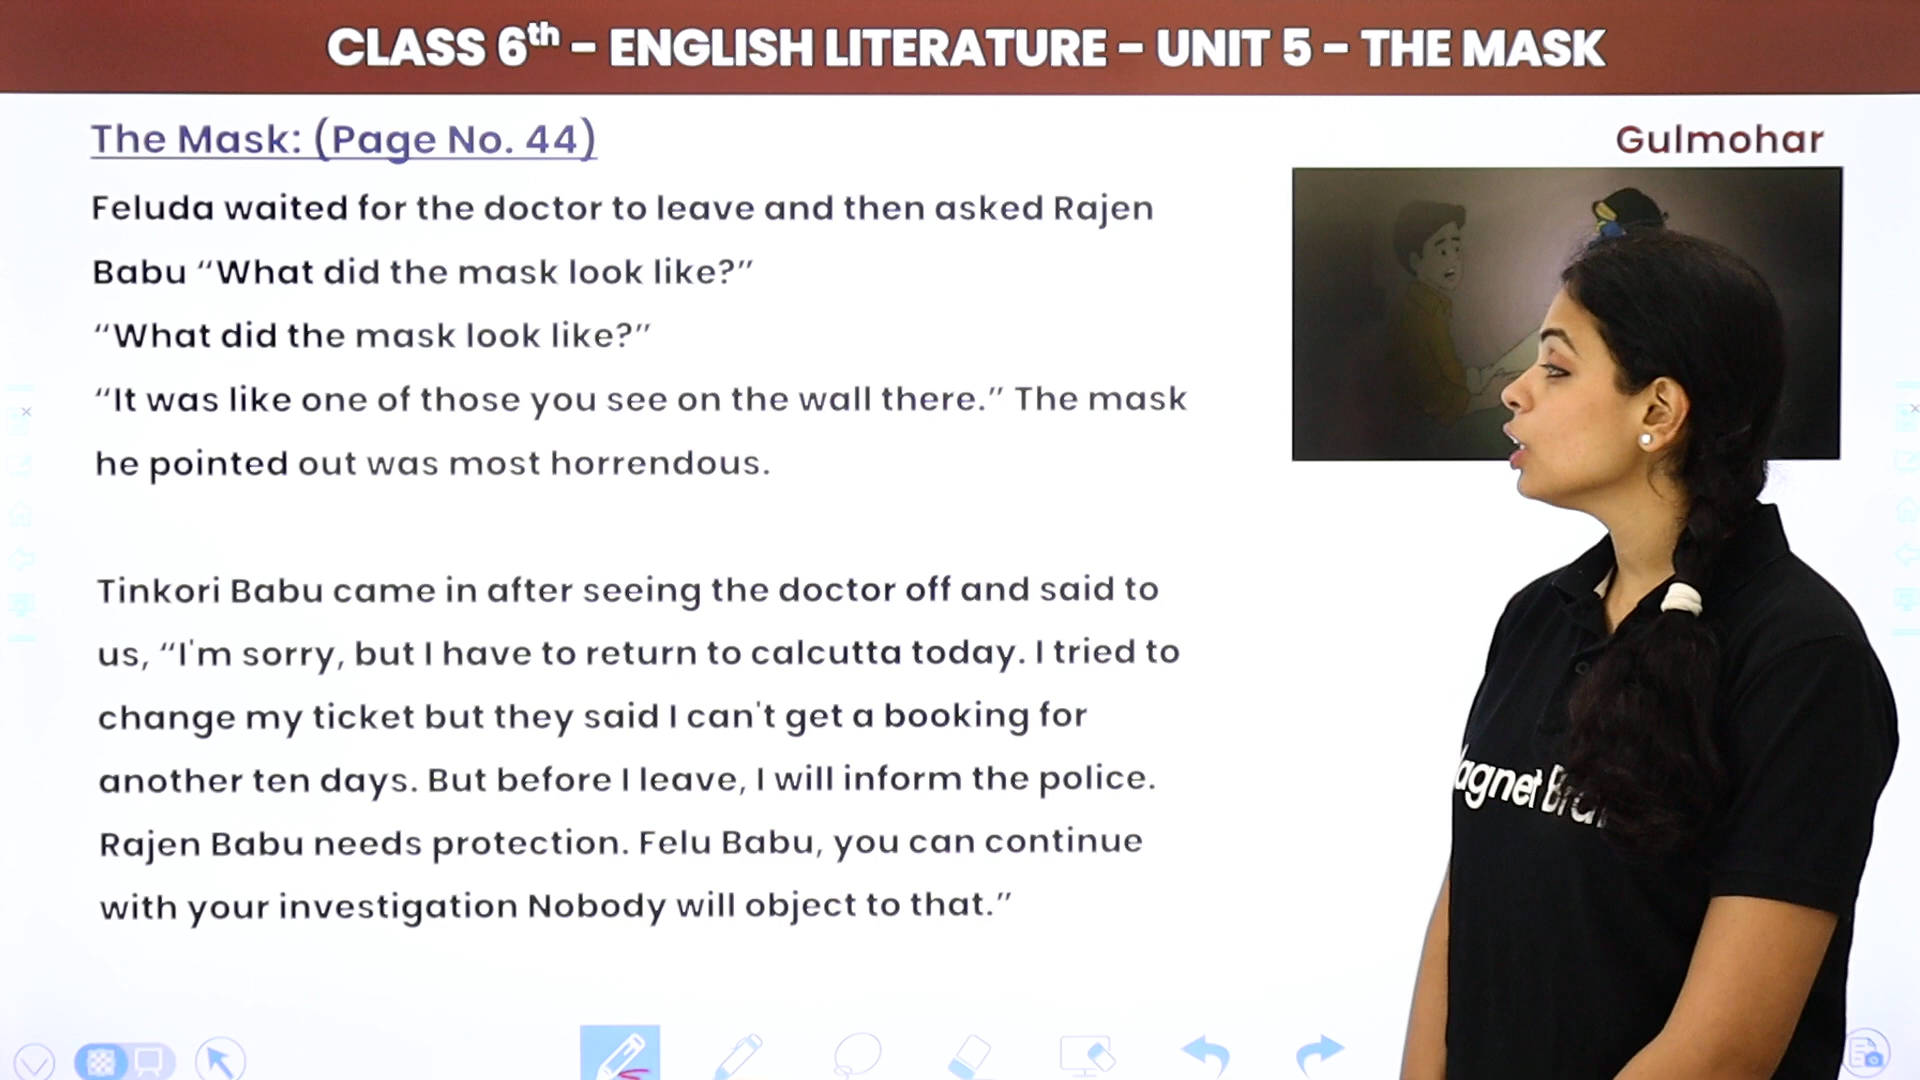 CLASS 6th – ENGLISH LITERATURE – UNIT 5 – THE MASK
The Mask: (Page No. 44)
Gulmohar
Feluda waited for the doctor to leave and then asked Rajen
Babu “What did the mask look like?”
“What did the mask look like?”
“It was like one of those you see on the wall there.” The mask
he pointed out was most horrendous.
Tinkori Babu came in after seeing the doctor off and said to
us, “I'm sorry, but I have to return to calcutta today. I tried to
change my ticket but they said I can't get a booking for
another ten days. But before I leave, I will inform the police.
Rajen Babu needs protection. Felu Babu, you can continue
with your investigation Nobody will object to that.”